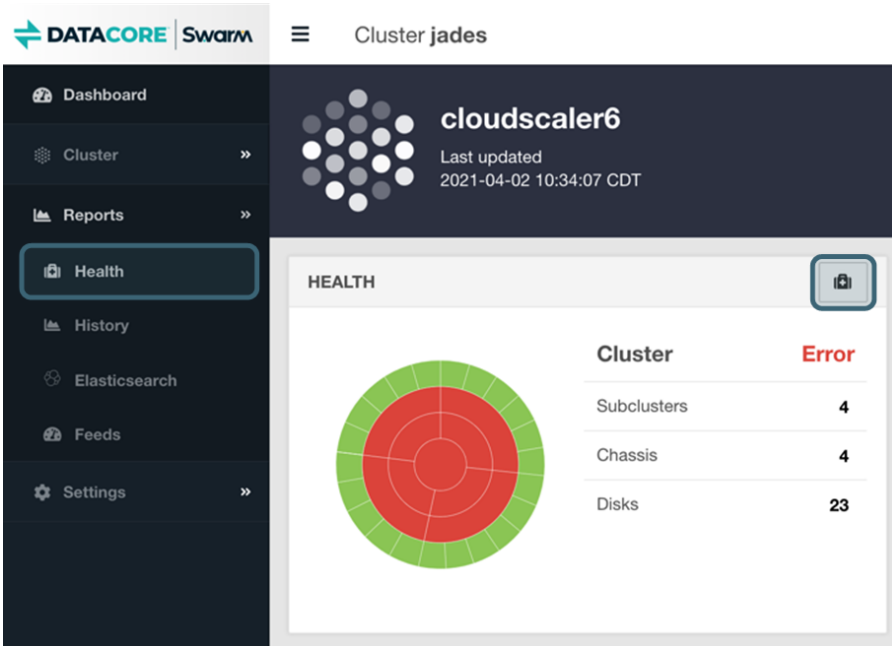 DATACORE Swarm
Cluster jades
Dashboard
Cluster »
Reports »
Health
History
Elasticsearch
Feeds
Settings »
cloudscaler6
Last updated
2021-04-02 10:34:07 CDT
HEALTH
Cluster Error
Subclusters 4
Chassis 4
Disks 23